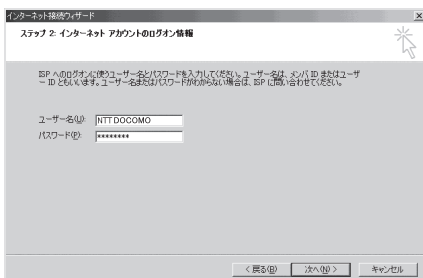 インターネット接続ウィザード
ステップ 2: インターネット アカウントのログオン情報
ISP へのログオンに使うユーザー名とパスワードを入力してください。ユーザー名は、メンバ ID またはユーザ
ー ID ともいいます。ユーザー名またはパスワードがわからない場合は、ISP に問い合わせてください。
ユーザー名(U): NTT DOCOMO
パスワード(P): ********
< 戻る(B) 次へ(N) > キャンセル